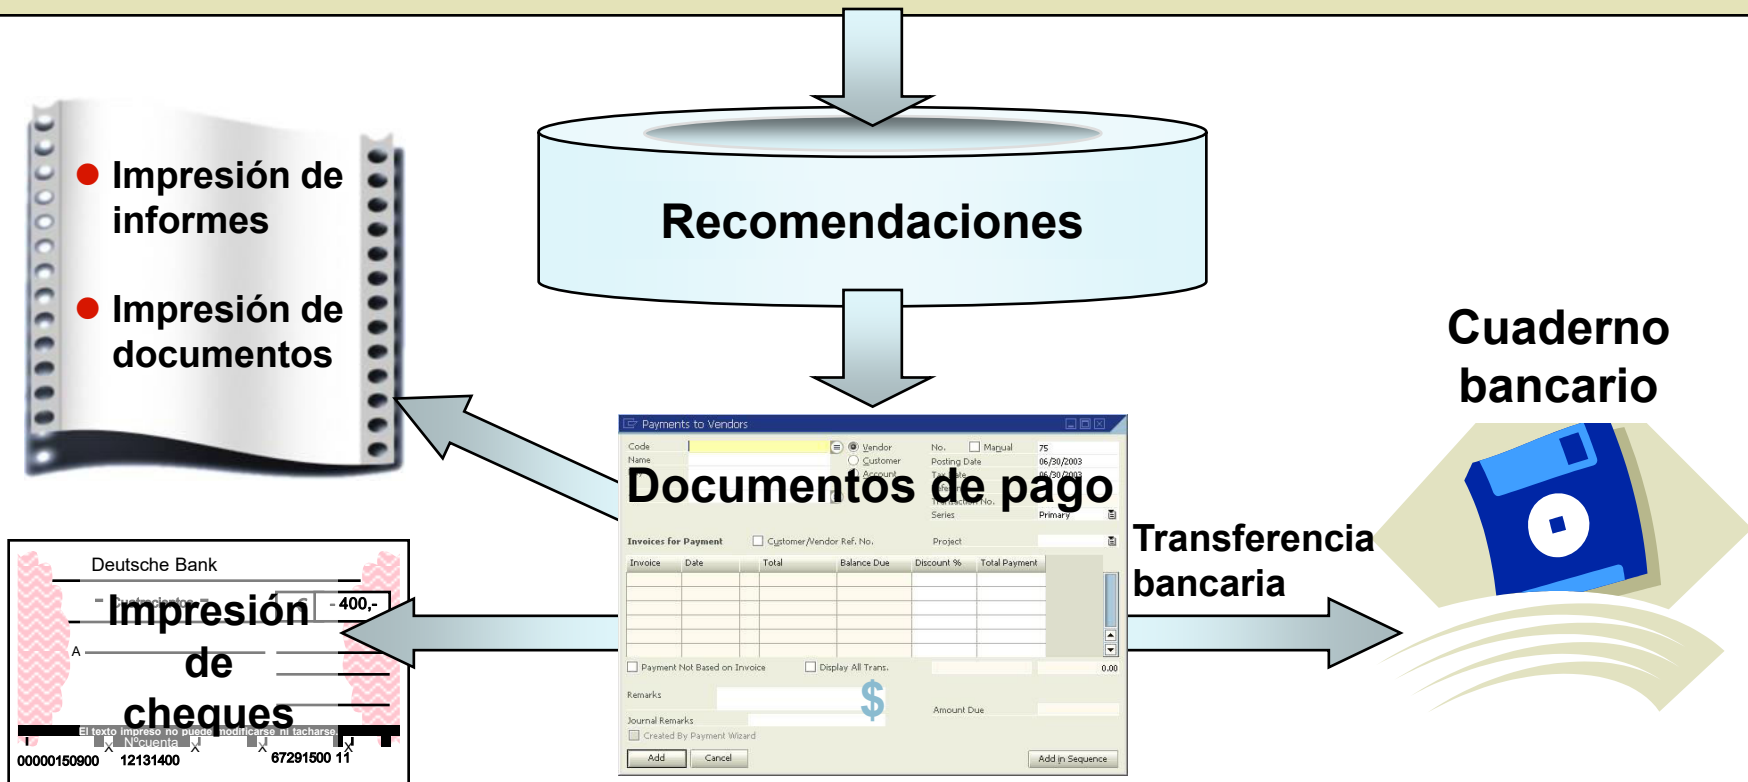 Recomendaciones
Impresión de
informes
Impresión de
documentos
Cuaderno
bancario
Payments to Vendors
Code
Vendor
No.
Manual
75
Name
Customer
Posting Date
06/30/2003
Account
06/30/2003
Documentos de pago
Series
Primary
Invoices for Payment
Customer/Vendor Ref. No.
Project
Invoice
Date
Total
Balance Due
Discount %
Total Payment
Payment Not Based on Invoice
Display All Trans.
0.00
Remarks
$
Amount Due
Journal Remarks
Created By Payment Wizard
Add
Cancel
Add in Sequence
Transferencia
bancaria
Deutsche Bank
- 400,-
Impresión
de
cheques
A
El texto impreso no puede modificarse ni tacharse.
Nºcuenta
X X X X
00000150900 12131400 67291500 11